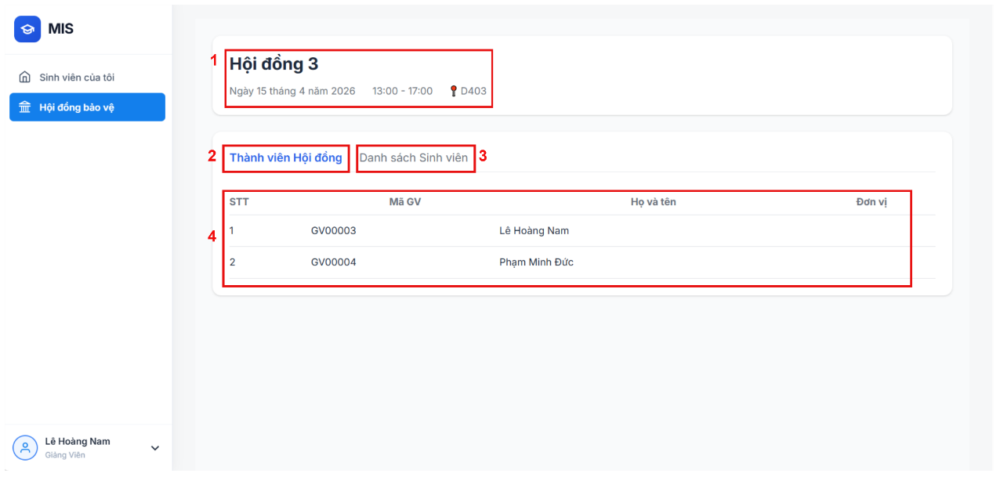 MIS
Sinh viên của tôi
Hội đồng bảo vệ
1 Hội đồng 3
Ngày 15 tháng 4 năm 2026 13:00 - 17:00 D403
2 Thành viên Hội đồng Danh sách Sinh viên 3
STT Mã GV Họ và tên Đơn vị
4
1 GV00003 Lê Hoàng Nam
2 GV00004 Phạm Minh Đức
Lê Hoàng Nam
Giảng Viên